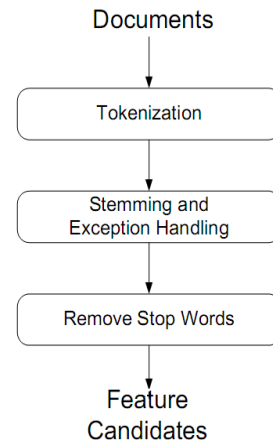 Documents
Tokenization
Stemming and
Exception Handling
Remove Stop Words
Feature
Candidates